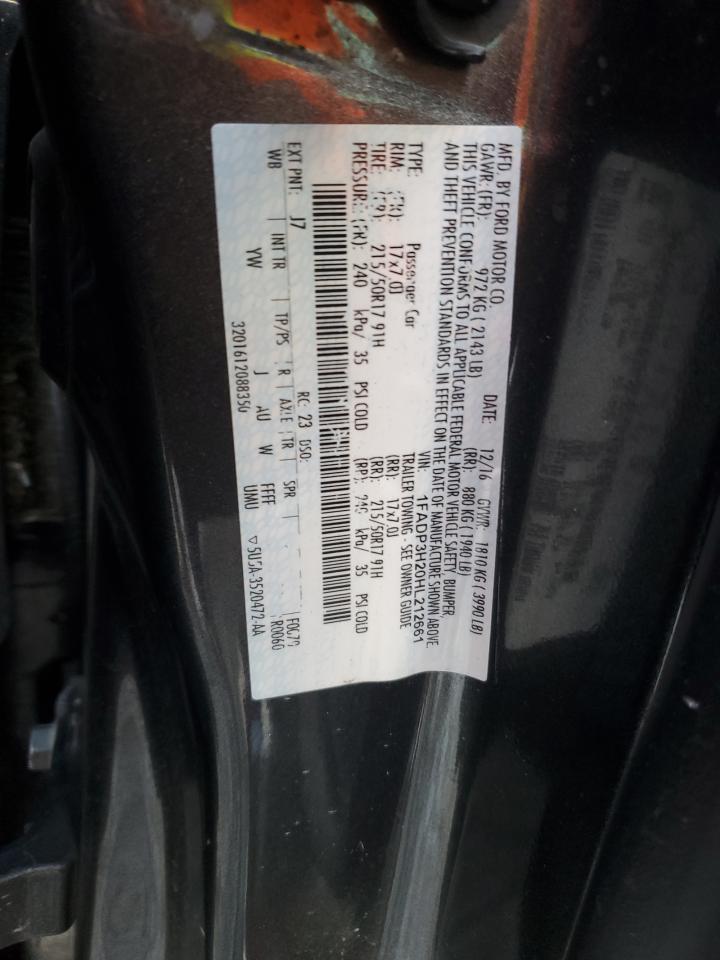 MFD. BY FORD MOTOR CO. DATE: 12/16 GVWR: 1810 KG ( 3990 LB)
GAWR: (FR): 972 KG ( 2143 LB) (RR): 880 KG ( 1940 LB)
THIS VEHICLE CONFORMS TO ALL APPLICABLE FEDERAL MOTOR VEHICLE SAFETY, BUMPER,
AND THEFT PREVENTION STANDARDS IN EFFECT ON THE DATE OF MANUFACTURE SHOWN ABOVE.
VIN: 1FADP3H20HL212661
TYPE: Passenger Car TRAILER TOWING - SEE OWNER GUIDE
RIM: 17x7.0J (RR): 17x7.0J
TIRE: 215/50R17 91H (RR): 215/50R17 91H
PRESSURE: (FR): 240 kPa/ 35 PSI COLD (RR): kPa/ 35 PSI COLD
EXT PNT: J7 RC: 23 DSO: FDC70
WB INT TR TP/PS R AXLE TR SPR R0060
YW J AU W FFF UMU 5U5A-3520472-AA
320161208835